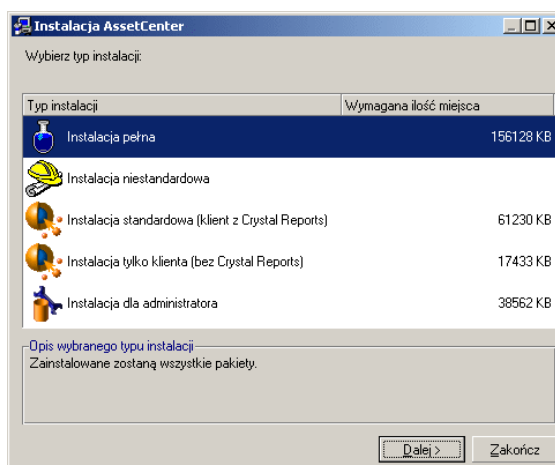 Instalacja AssetCenter
Wybierz typ instalacji:
Typ instalacji Wymagana ilość miejsca
Instalacja pełna 156128 KB
Instalacja niestandardowa
Instalacja standardowa (klient z Crystal Reports) 61230 KB
Instalacja tylko klienta (bez Crystal Reports) 17433 KB
Instalacja dla administratora 38562 KB
Opis wybranego typu instalacji
Zainstalowane zostaną wszystkie pakiety.
Dalej > Zakończ